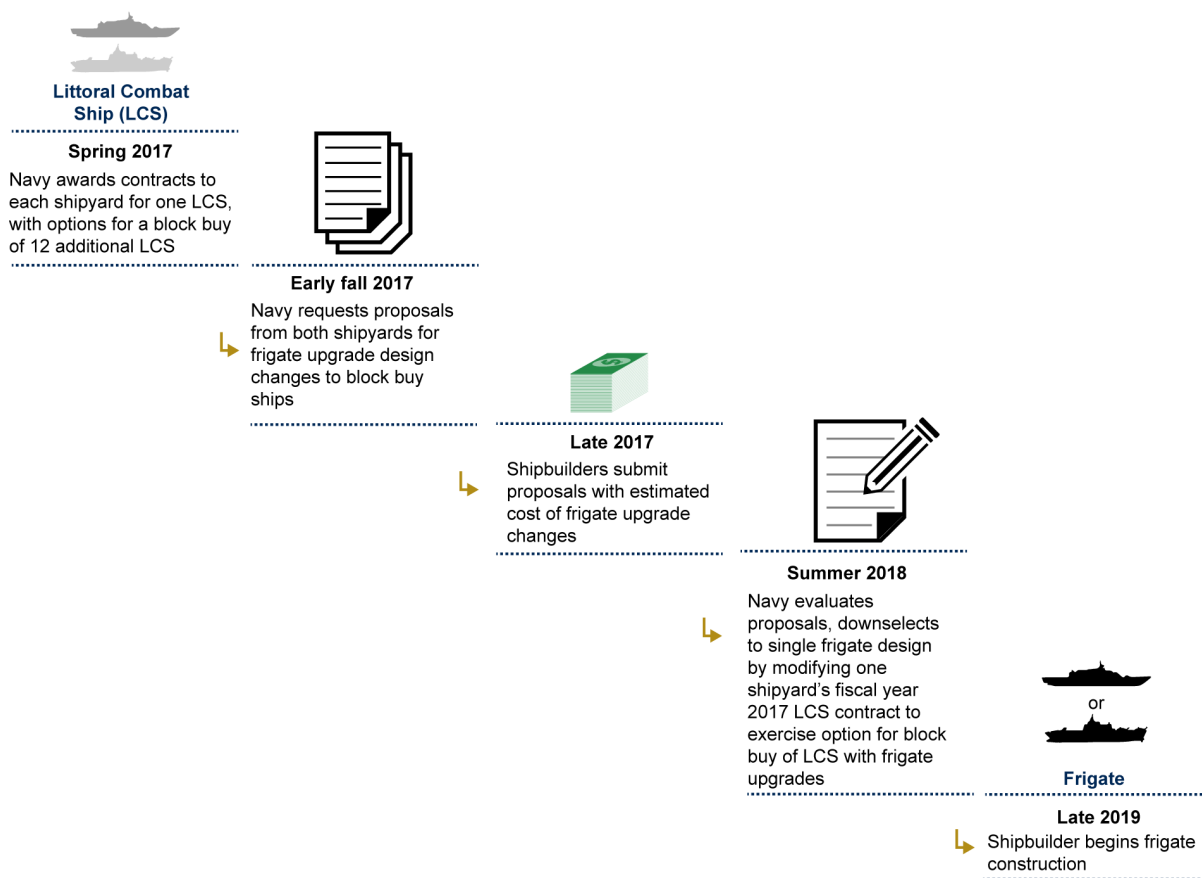 Littoral Combat
Ship (LCS)
Spring 2017
Navy awards contracts to
each shipyard for one LCS,
with options for a block buy
of 12 additional LCS
Early fall 2017
Navy requests proposals
from both shipyards for
frigate upgrade design
changes to block buy
ships
$
Late 2017
Shipbuilders submit
proposals with estimated
cost of frigate upgrade
changes
Summer 2018
Navy evaluates
proposals, downselects
to single frigate design
by modifying one
shipyard’s fiscal year
2017 LCS contract to
exercise option for block
buy of LCS with frigate
upgrades
or
Frigate
Late 2019
Shipbuilder begins frigate
construction